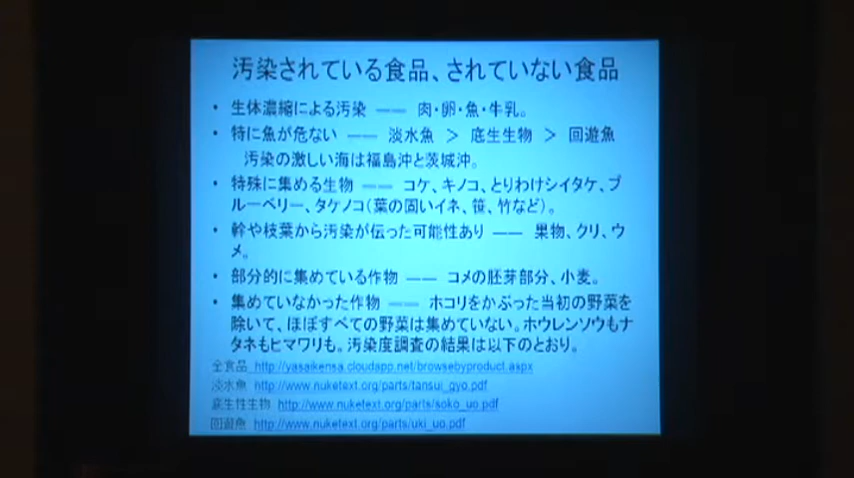 汚染されている食品、されていない食品
• 生体濃縮による汚染 —— 肉・卵・魚・牛乳。
• 特に魚が危ない —— 淡水魚 ＞ 底生生物 ＞ 回遊魚
汚染の激しい海は福島沖と茨城沖。
• 特殊に集める生物 —— コケ、キノコ、とりわけシイタケ、ブ
ルーベリー、タケノコ（葉の固いイネ、笹、竹など）。
• 幹や枝葉から汚染が伝った可能性あり —— 果物、クリ、ウ
メ。
• 部分的に集めている作物 —— コメの胚芽部分、小麦。
• 集めていなかった作物 —— ホコリをかぶった当初の野菜を
除いて、ほぼすべての野菜は集めていない。ホウレンソウもナ
タネもヒマワリも。汚染度調査の結果は以下のとおり。
全食品 http://yasaikensa.cloudapp.net/browsebyproduct.aspx
淡水魚 http://www.nuketext.org/parts/tansui_gyo.pdf
底生性生物 http://www.nuketext.org/parts/soko_uo.pdf
回遊魚 http://www.nuketext.org/parts/uki_uo.pdf